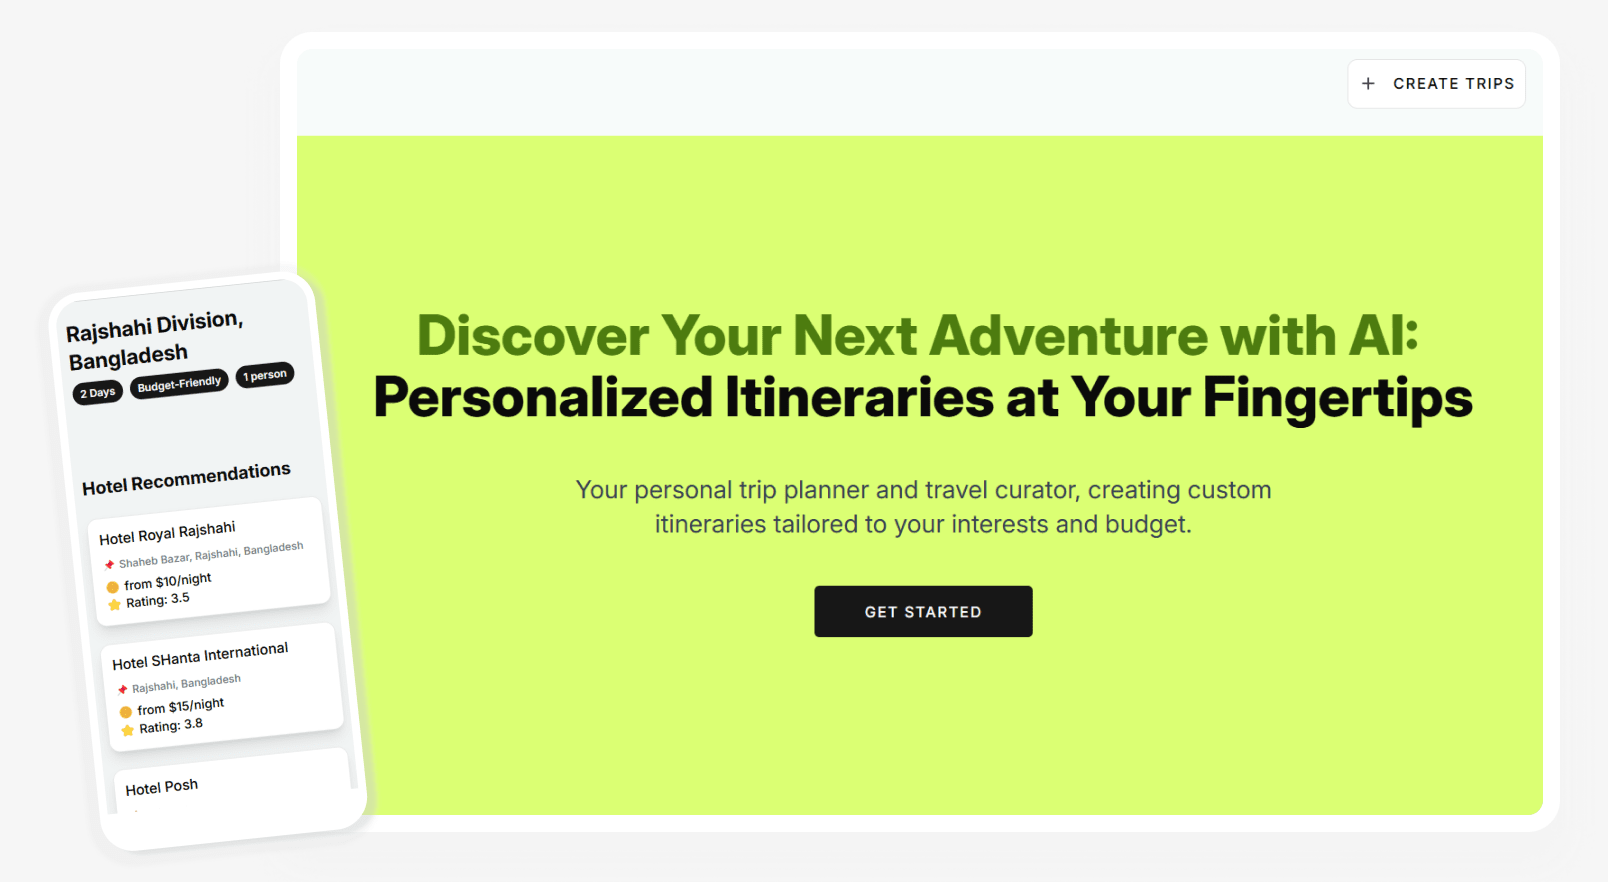 CREATE TRIPS
Discover Your Next Adventure with AI:
Personalized Itineraries at Your Fingertips
Your personal trip planner and travel curator, creating custom
itineraries tailored to your interests and budget.
GET STARTED
Rajshahi Division,
Bangladesh
2 Days
Budget-Friendly
1 person
Hotel Recommendations
Hotel Royal Rajshahi
Shaheb Bazar, Rajshahi, Bangladesh
from $10/night
Rating: 3.5
Hotel SHanta International
Rajshahi, Bangladesh
from $15/night
Rating: 3.8
Hotel Posh